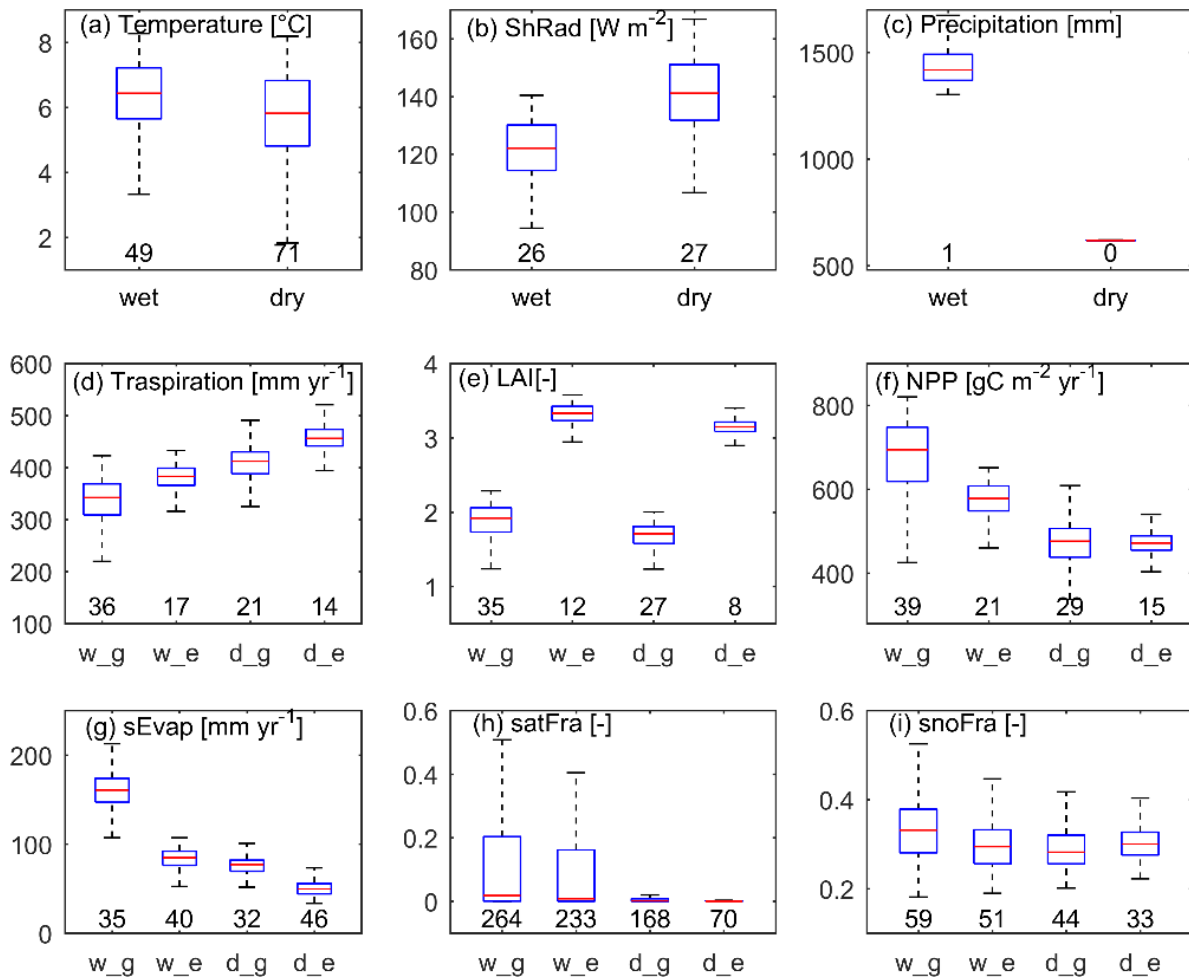 (a) Temperature [°C]
8
6
4
2
49
71
wet
dry
(b) ShRad [W m⁻²]
160
140
120
100
80
26
27
wet
dry
(c) Precipitation [mm]
1500
1000
500
1
0
wet
dry
(d) Traspiration [mm yr⁻¹]
600
500
400
300
200
100
36
17
21
14
w_g
w_e
d_g
d_e
(e) LAI[-]
4
3
2
1
35
12
27
8
w_g
w_e
d_g
d_e
(f) NPP [gC m⁻² yr⁻¹]
800
600
400
39
21
29
15
w_g
w_e
d_g
d_e
(g) sEvap [mm yr⁻¹]
200
100
0
35
40
32
46
w_g
w_e
d_g
d_e
(h) satFra [-]
0.6
0.4
0.2
0
264
233
168
70
w_g
w_e
d_g
d_e
(i) snoFra [-]
0.6
0.4
0.2
59
51
44
33
w_g
w_e
d_g
d_e